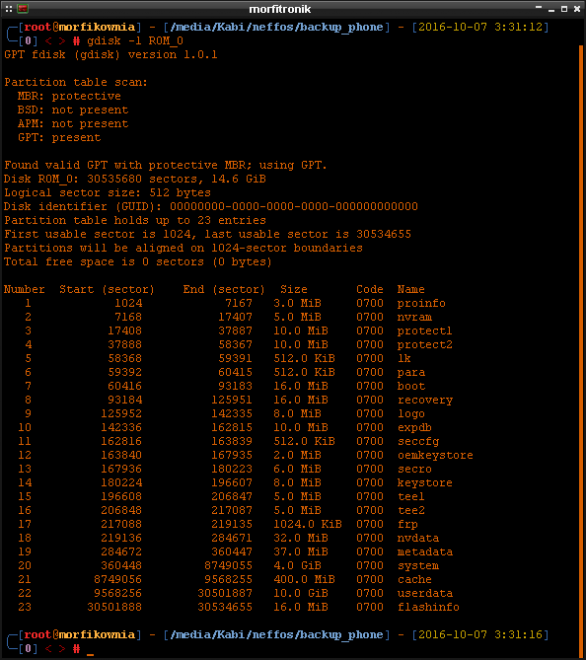 morfitronik
[root@morfikownia] - [/media/Kabi/neffos/backup_phone] - [2016-10-07 3:31:12]
[0] < > # gdisk -l ROM_0
GPT fdisk (gdisk) version 1.0.1
Partition table scan:
MBR: protective
BSD: not present
APM: not present
GPT: present
Found valid GPT with protective MBR; using GPT.
Disk ROM_0: 30535680 sectors, 14.6 GiB
Logical sector size: 512 bytes
Disk identifier (GUID): 00000000-0000-0000-0000-000000000000
Partition table holds up to 23 entries
First usable sector is 1024, last usable sector is 30534655
Partitions will be aligned on 1024-sector boundaries
Total free space is 0 sectors (0 bytes)
Number  Start (sector)    End (sector)  Size       Code  Name
1            1024            7167   3.0 MiB     0700  proinfo
2            7168           17407   5.0 MiB     0700  nvram
3           17408           37887   10.0 MiB    0700  protect1
4           37888           58367   10.0 MiB    0700  protect2
5           58368           59391   512.0 KiB   0700  lk
6           59392           60415   512.0 KiB   0700  para
7           60416           93183   16.0 MiB    0700  boot
8           93184          125951   16.0 MiB    0700  recovery
9          125952          142335   8.0 MiB     0700  logo
10          142336          162815   10.0 MiB    0700  expdb
11          162816          163839   512.0 KiB   0700  seccfg
12          163840          167935   2.0 MiB     0700  oemkeystore
13          167936          180223   6.0 MiB     0700  secro
14          180224          196607   8.0 MiB     0700  keystore
15          196608          206847   5.0 MiB     0700  tee1
16          206848          217087   5.0 MiB     0700  tee2
17          217088          219135   1024.0 KiB  0700  frp
18          219136          284671   32.0 MiB    0700  nvdata
19          284672          360447   37.0 MiB    0700  metadata
20          360448         8749055   4.0 GiB     0700  system
21         8749056         9568255   400.0 MiB   0700  cache
22         9568256        30501887   10.0 GiB    0700  userdata
23        30501888        30534655   16.0 MiB    0700  flashinfo
[root@morfikownia] - [/media/Kabi/neffos/backup_phone] - [2016-10-07 3:31:16]
[0] < > # _